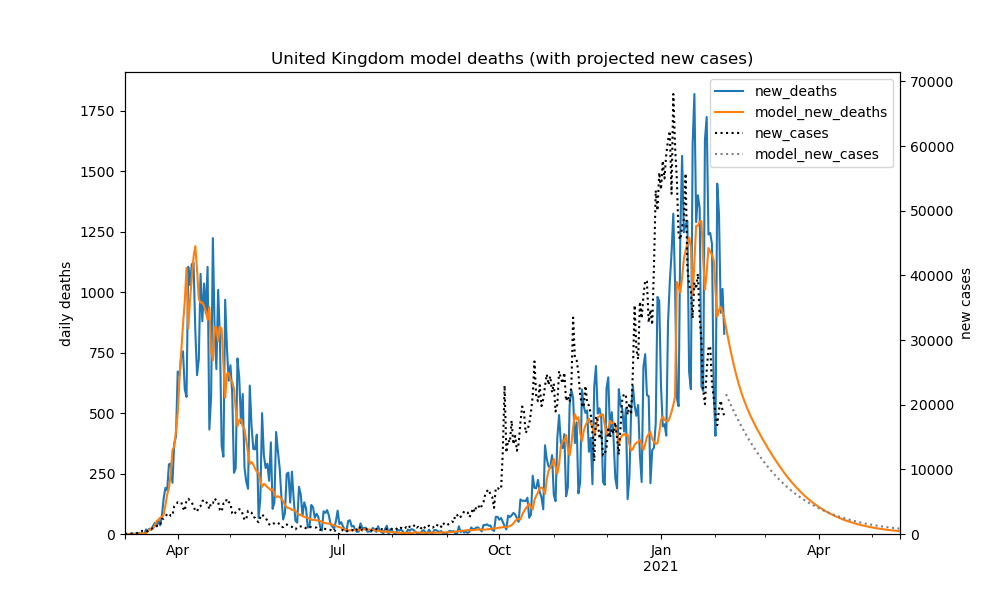 United Kingdom model deaths (with projected new cases)
daily deaths
1750
1500
1250
1000
750
500
250
0
70000
60000
50000
40000
30000
20000
10000
0
new cases
new_deaths
model_new_deaths
new_cases
model_new_cases
Apr
Jul
Oct
Jan
2021
Apr